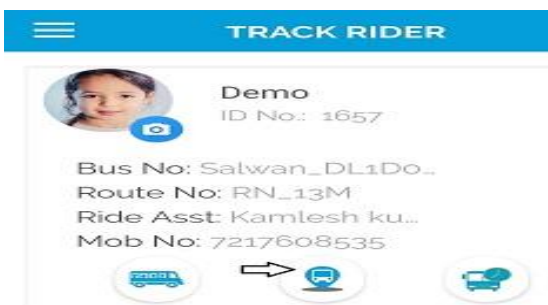 TRACK RIDER
Demo
ID No.: 1657
Bus No: Salwan_DL1D0...
Route No: RN_13M
Ride Asst: Kamlesh ku...
Mob No: 7217608535